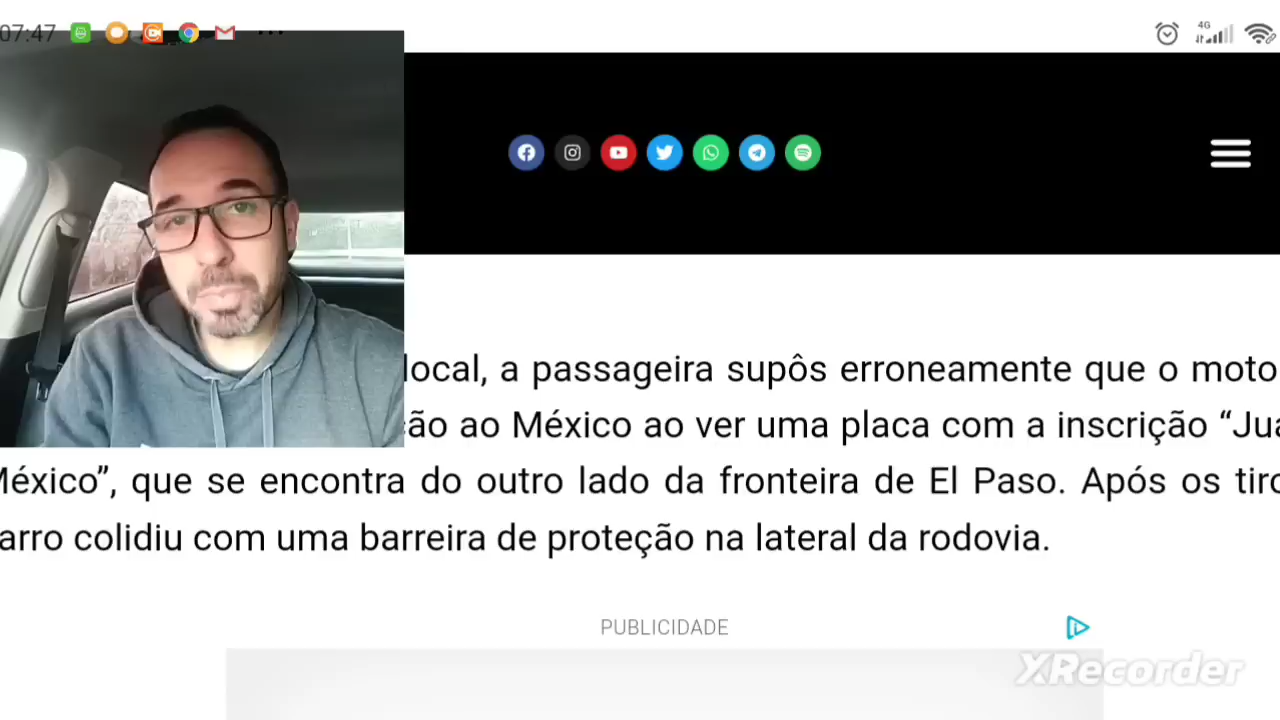 07:47
4G
local, a passageira supôs erroneamente que o moto
ao México ao ver uma placa com a inscrição “Jua
México”, que se encontra do outro lado da fronteira de El Paso. Após os tiro
arro colidiu com uma barreira de proteção na lateral da rodovia.
PUBLICIDADE
XRecorder